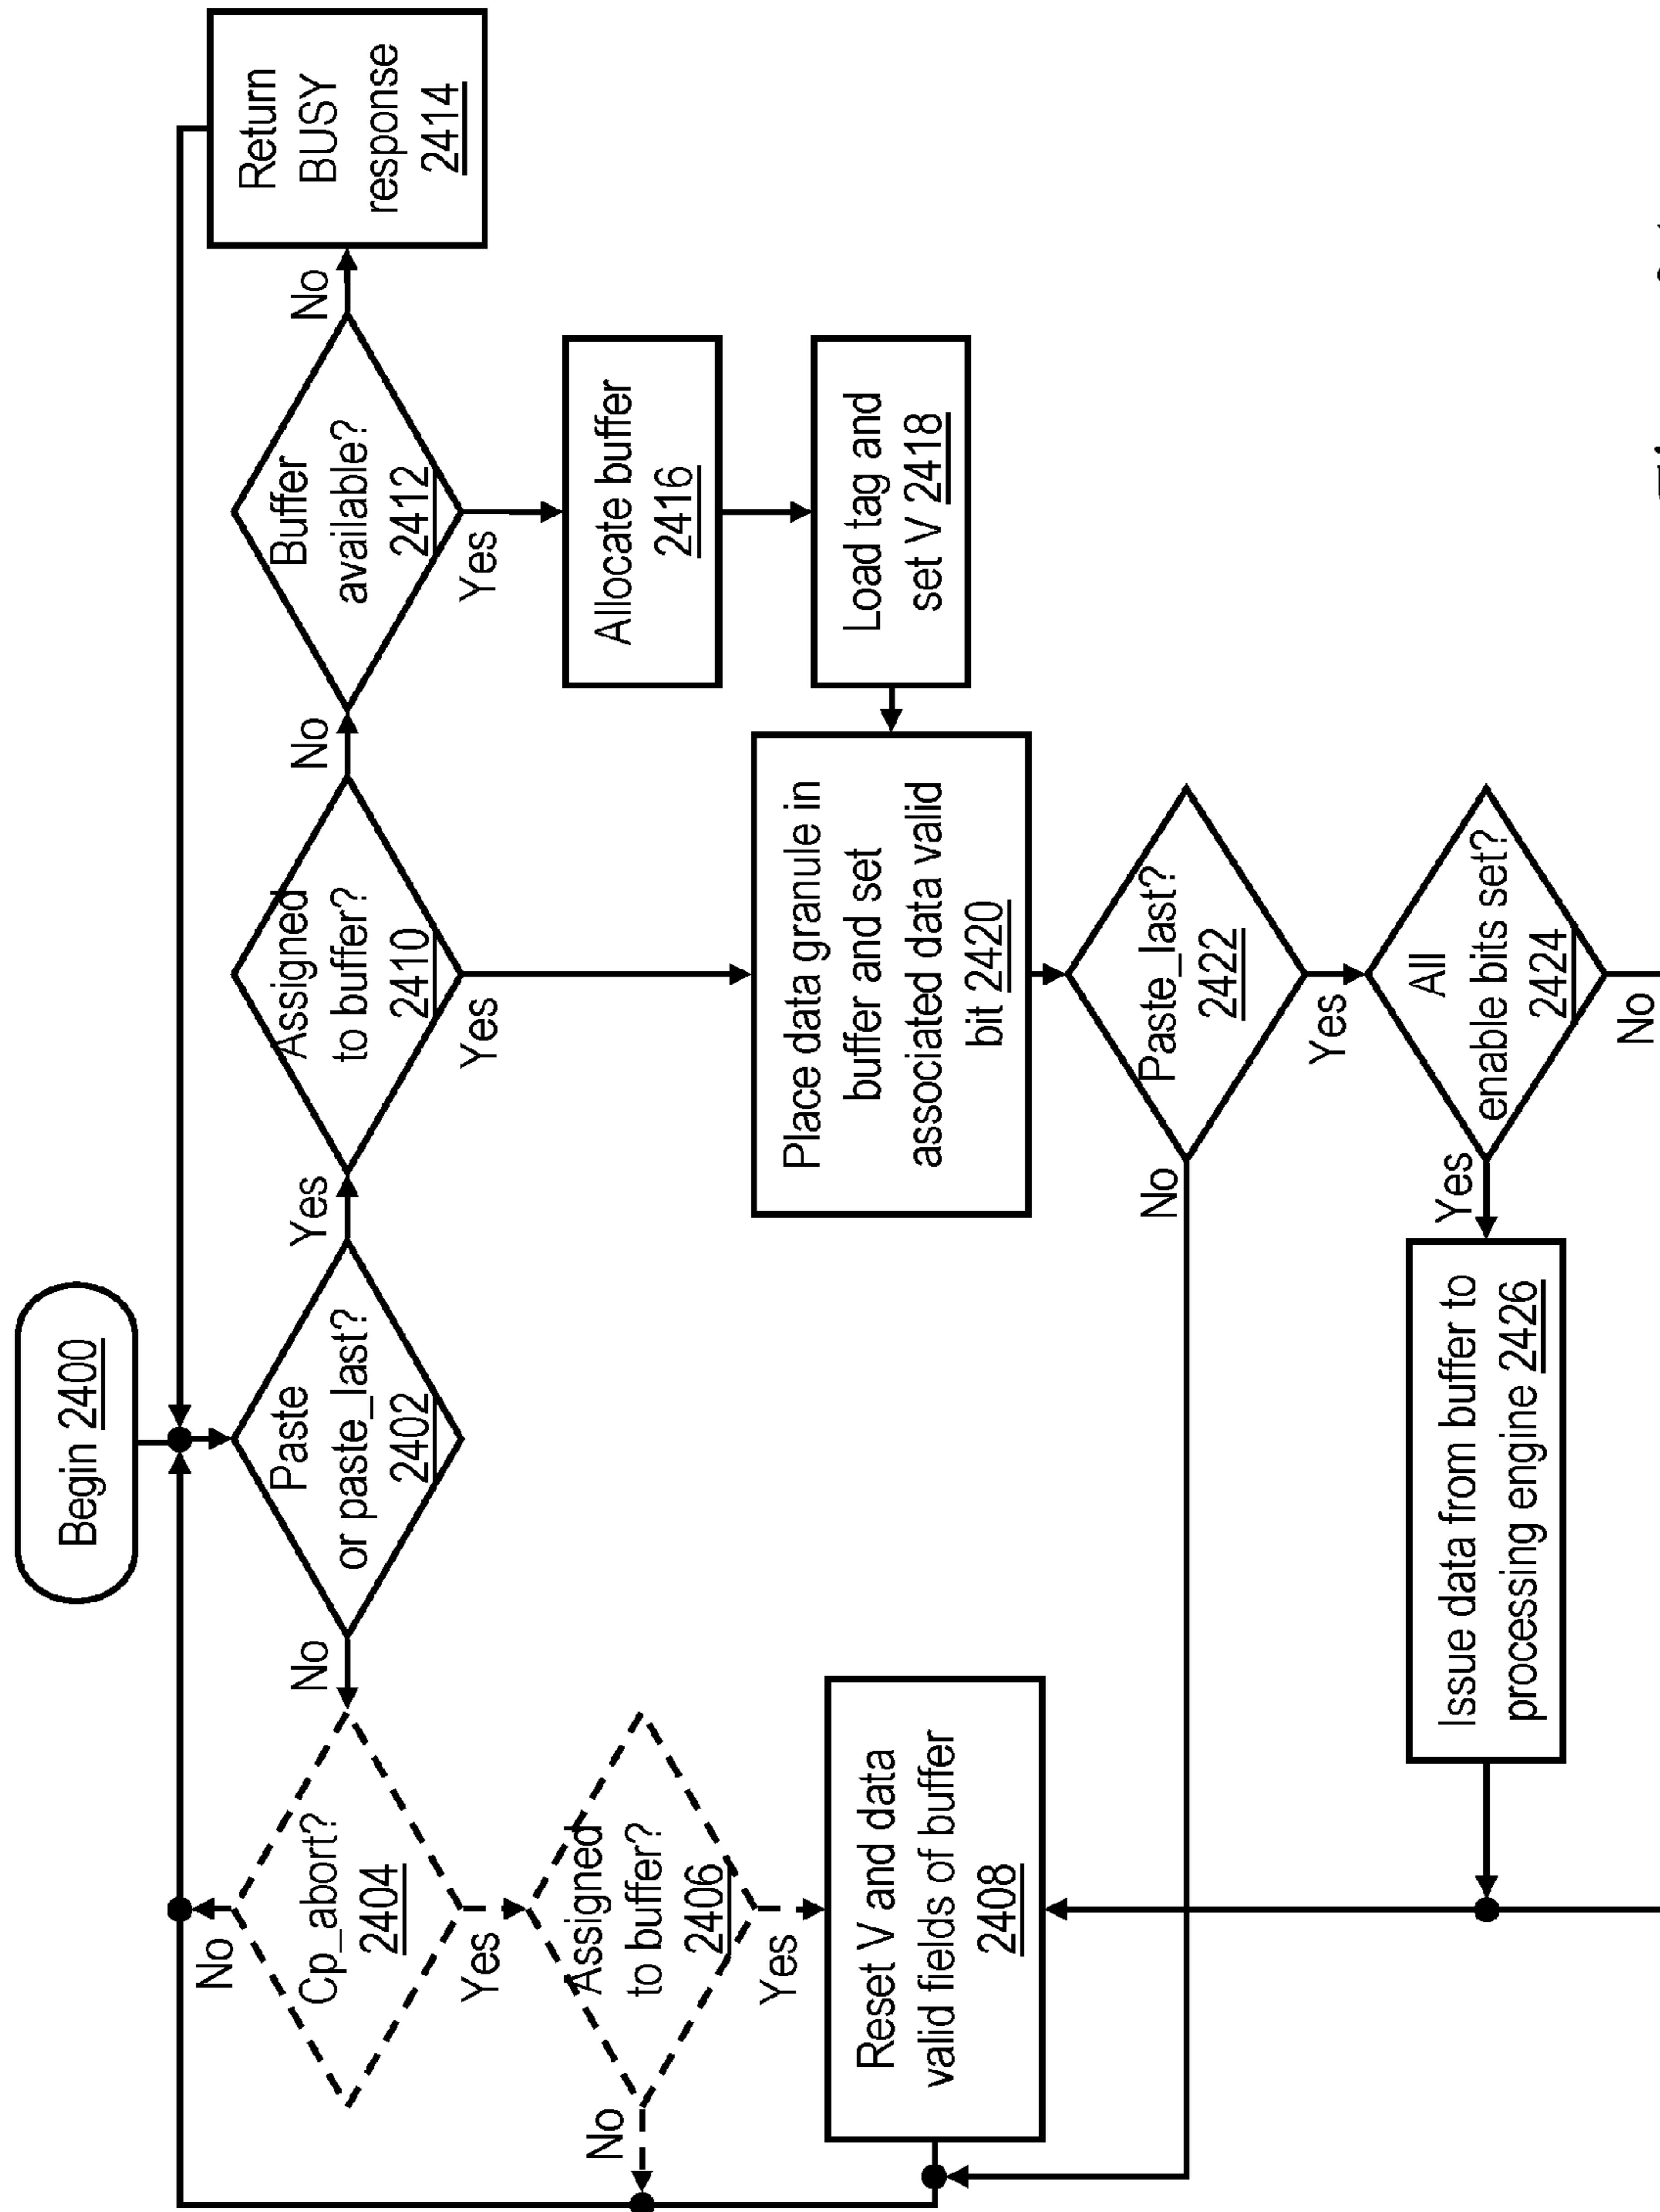 Begin 2400
Paste
or paste_last?
2402
No
Yes
Cp_abort?
2404
No
Yes
Assigned
to buffer?
2406
No
Yes
Reset V and data
valid fields of buffer
2408
Assigned
to buffer?
2410
No
Yes
Buffer
available?
2412
No
Yes
Return
BUSY
response
2414
Allocate buffer
2416
Load tag and
set V 2418
Place data granule in
buffer and set
associated data valid
bit 2420
Paste_last?
2422
No
Yes
All
enable bits set?
2424
Yes
No
Issue data from buffer to
processing engine 2426